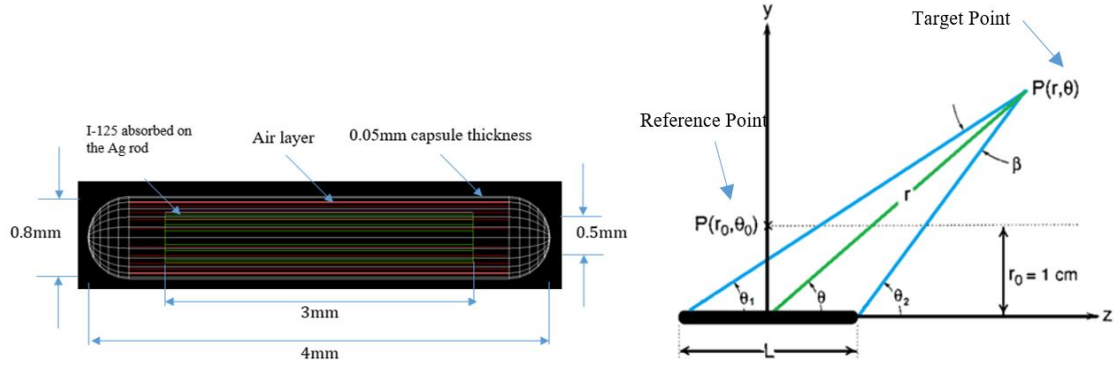 I-125 absorbed on
the Ag rod
Air layer
0.05mm capsule thickness
0.8mm
0.5mm
3mm
4mm
y
Target Point
P(r,θ)
Reference Point
β
r
P(r₀,θ₀)
r₀ = 1 cm
θ₁
θ
θ₂
z
L